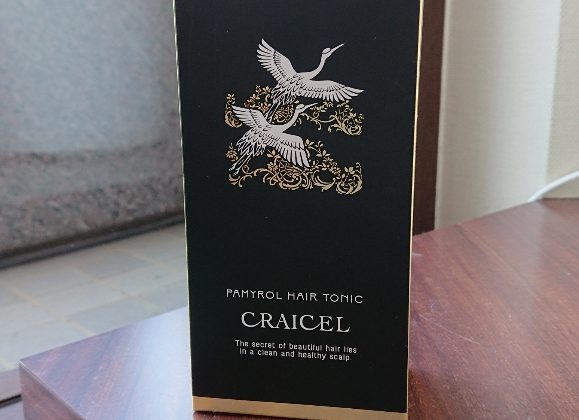 PAMYROL HAIR TONIC
CRAICEL
The secret of beautiful hair lies
in a clean and healthy scalp.